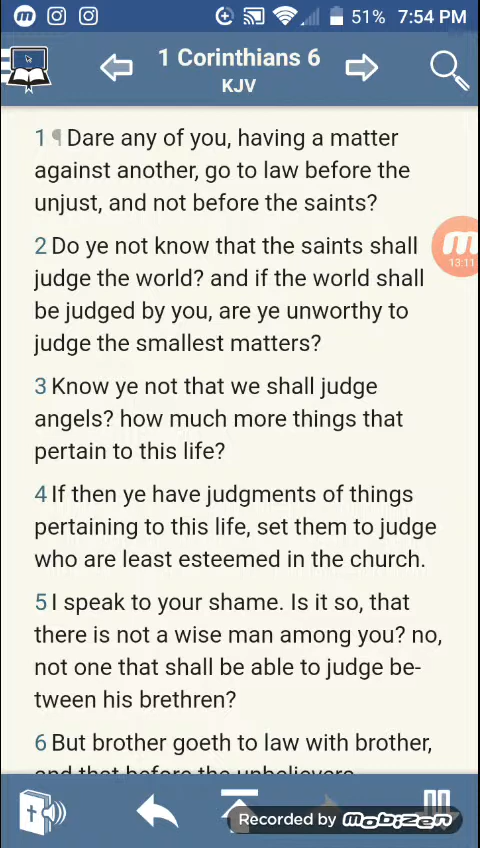 51% 7:54 PM
1 Corinthians 6
KJV
1 ¶ Dare any of you, having a matter
against another, go to law before the
unjust, and not before the saints?
2 Do ye not know that the saints shall
judge the world? and if the world shall
be judged by you, are ye unworthy to
judge the smallest matters?
3 Know ye not that we shall judge
angels? how much more things that
pertain to this life?
4 If then ye have judgments of things
pertaining to this life, set them to judge
who are least esteemed in the church.
5 I speak to your shame. Is it so, that
there is not a wise man among you? no,
not one that shall be able to judge be-
tween his brethren?
6 But brother goeth to law with brother,
and that before the unbelievers
13:11
Recorded by mobizen